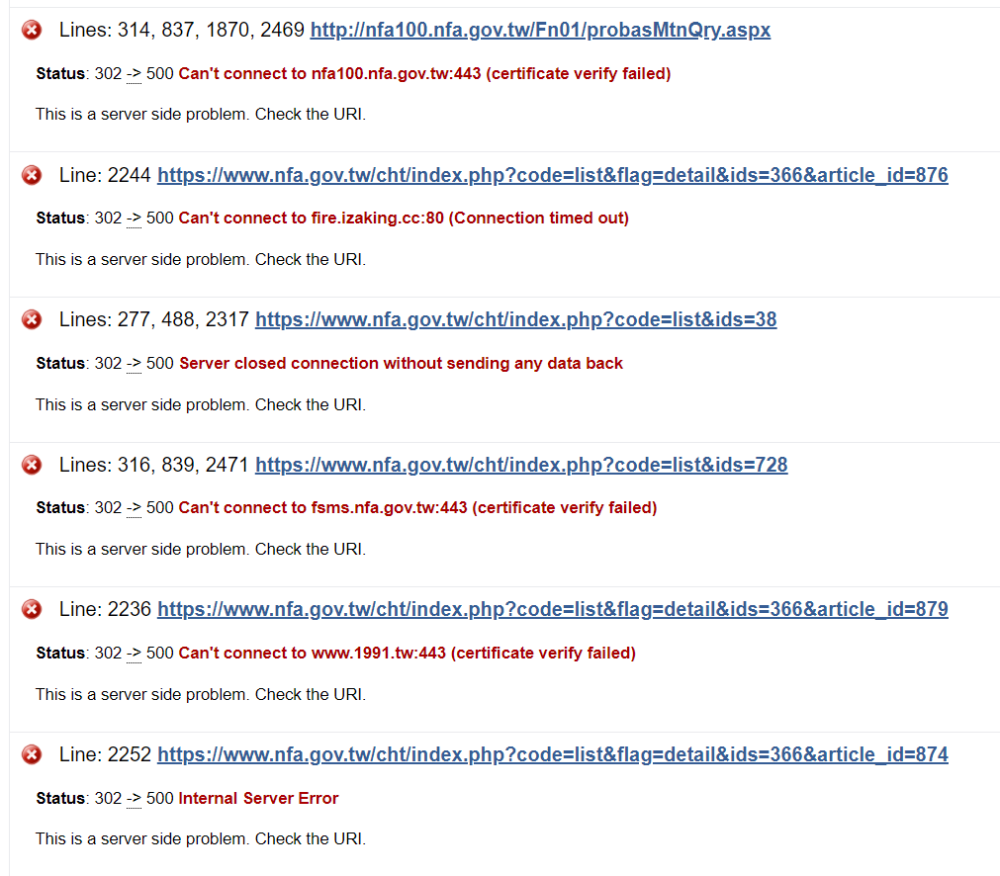 Lines: 314, 837, 1870, 2469 http://nfa100.nfa.gov.tw/Fn01/probasMtnQry.aspx
Status: 302 -> 500 Can't connect to nfa100.nfa.gov.tw:443 (certificate verify failed)
This is a server side problem. Check the URI.
Line: 2244 https://www.nfa.gov.tw/cht/index.php?code=list&flag=detail&ids=366&article_id=876
Status: 302 -> 500 Can't connect to fire.izaking.cc:80 (Connection timed out)
This is a server side problem. Check the URI.
Lines: 277, 488, 2317 https://www.nfa.gov.tw/cht/index.php?code=list&ids=38
Status: 302 -> 500 Server closed connection without sending any data back
This is a server side problem. Check the URI.
Lines: 316, 839, 2471 https://www.nfa.gov.tw/cht/index.php?code=list&ids=728
Status: 302 -> 500 Can't connect to fsms.nfa.gov.tw:443 (certificate verify failed)
This is a server side problem. Check the URI.
Line: 2236 https://www.nfa.gov.tw/cht/index.php?code=list&flag=detail&ids=366&article_id=879
Status: 302 -> 500 Can't connect to www.1991.tw:443 (certificate verify failed)
This is a server side problem. Check the URI.
Line: 2252 https://www.nfa.gov.tw/cht/index.php?code=list&flag=detail&ids=366&article_id=874
Status: 302 -> 500 Internal Server Error
This is a server side problem. Check the URI.